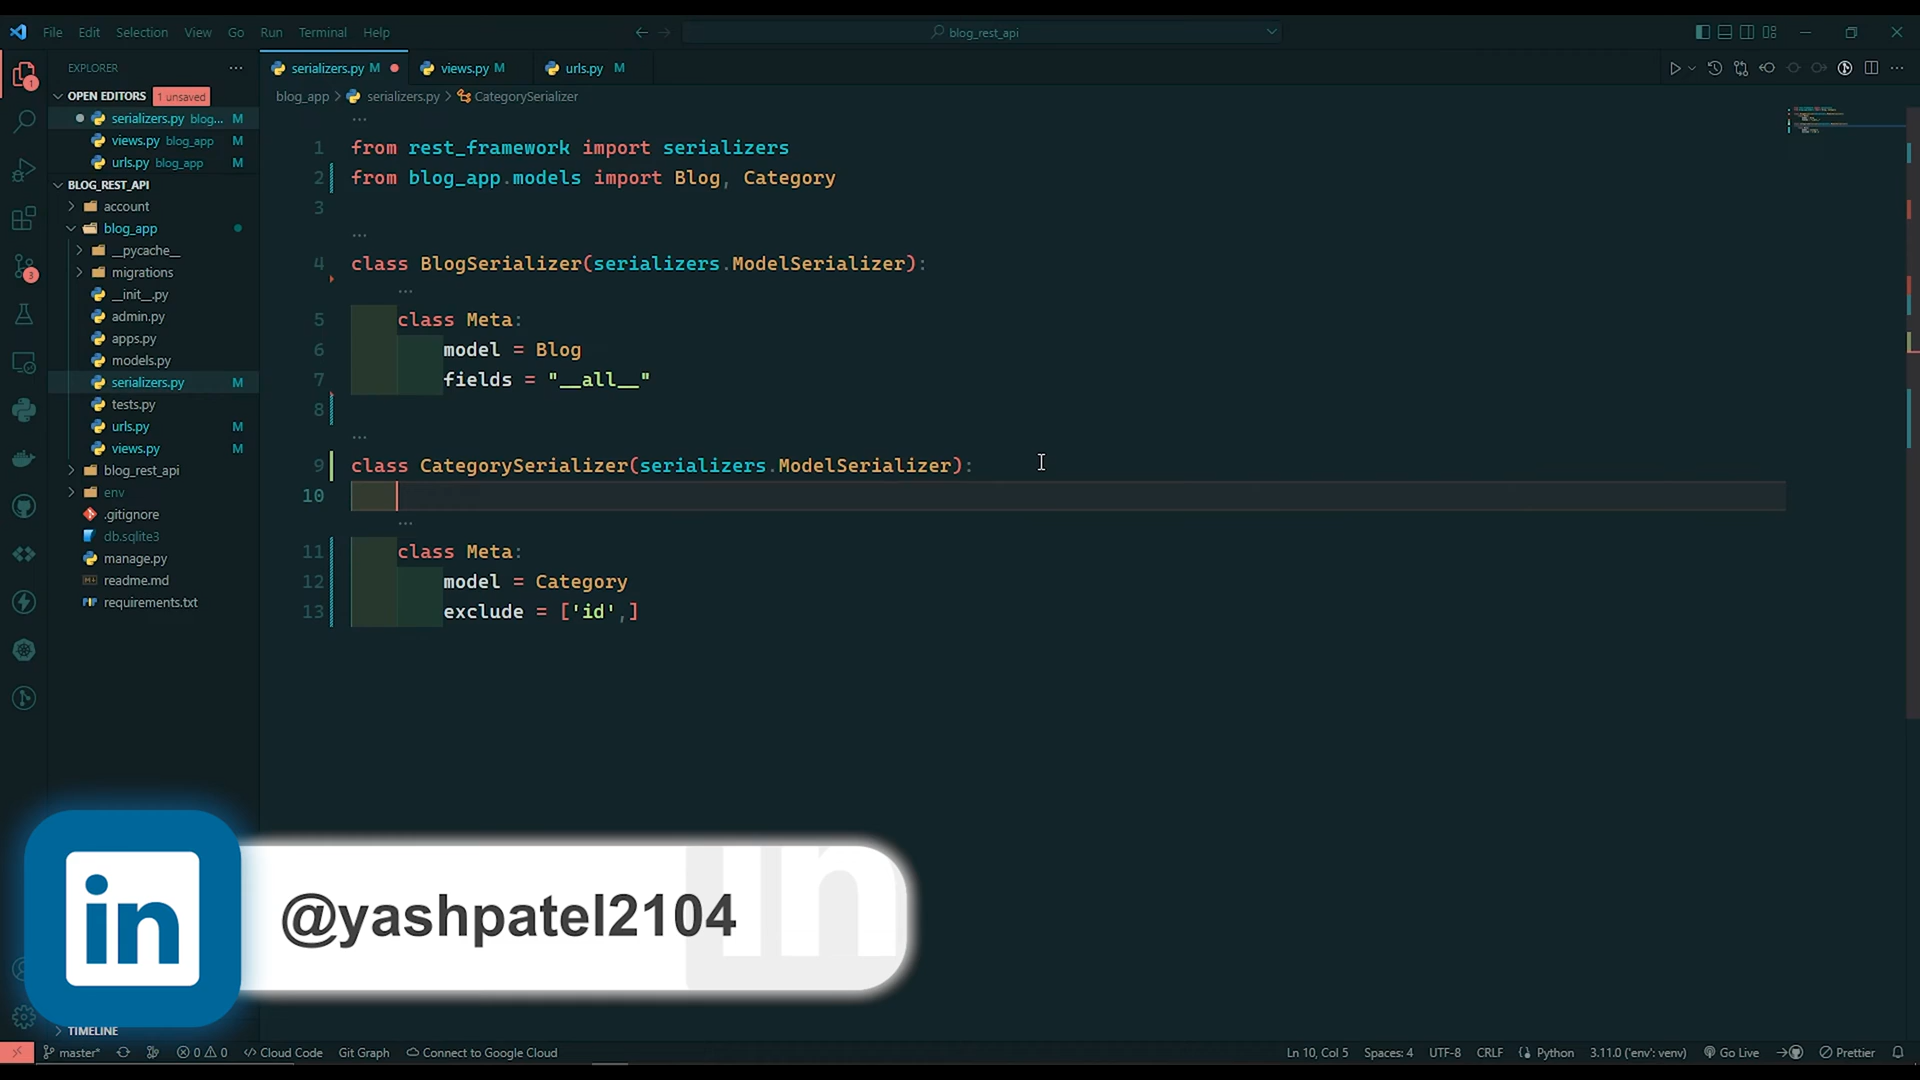 File Edit Selection View Go Run Terminal Help
blog_rest_api
EXPLORER
serializers.py M
views.py M
urls.py M
OPEN EDITORS 1 unsaved
serializers.py blog... M
views.py blog_app M
urls.py blog_app M
BLOG_REST_API
account
blog_app
__pycache__
migrations
__init__.py
admin.py
apps.py
models.py
serializers.py M
tests.py
urls.py M
views.py M
blog_rest_api
env
.gitignore
db.sqlite3
manage.py
readme.md
requirements.txt
1
3
blog_app > serializers.py > CategorySerializer
...
1 from rest_framework import serializers
2 from blog_app.models import Blog, Category
3
...
4 class BlogSerializer(serializers.ModelSerializer):
...
5 class Meta:
6 model = Blog
7 fields = "__all__"
8
...
9 class CategorySerializer(serializers.ModelSerializer):
10
...
11 class Meta:
12 model = Category
13 exclude = ['id',]
in
@yashpatel2104
in
TIMELINE
master* 0 0 Cloud Code Git Graph Connect to Google Cloud
Ln 10, Col 5 Spaces: 4 UTF-8 CRLF Python 3.11.0 ('env': venv) Go Live Prettier